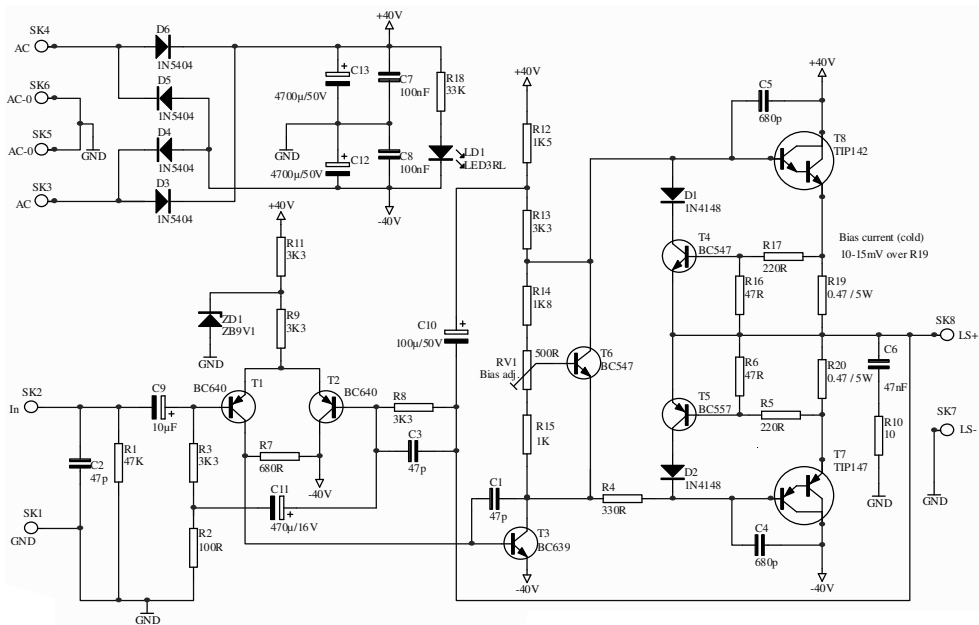 SK4
AC
D6
1N5404
SK6
AC-0
D5
1N5404
SK5
AC-0
GND
D4
1N5404
SK3
AC
D3
1N5404
+40V
C13
4700μ/50V
C7
100nF
R18
33K
GND
C12
4700μ/50V
C8
100nF
LD1
LED3RL
-40V
+40V
R12
1K5
R13
3K3
R14
1K8
RV1
500R
Bias adj.
R15
1K
T6
BC547
+40V
C5
680p
T8
TIP142
D1
1N4148
T4
BC547
R17
220R
Bias current (cold)
10-15mV over R19
R16
47R
R19
0.47 / 5W
SK8
LS+
R6
47R
R20
0.47 / 5W
C6
47nF
T5
BC557
R5
220R
R10
10
SK7
LS-
GND
GND
D2
1N4148
T7
TIP147
R4
330R
C4
680p
-40V
+40V
R11
3K3
R9
3K3
ZD1
ZB9V1
GND
C10
100μ/50V
SK2
In
C9
10μF
BC640
T1
T2
BC640
R8
3K3
R1
47K
R3
3K3
R7
680R
C3
47p
C2
47p
-40V
C11
470μ/16V
C1
47p
SK1
GND
R2
100R
T3
BC639
-40V
GND